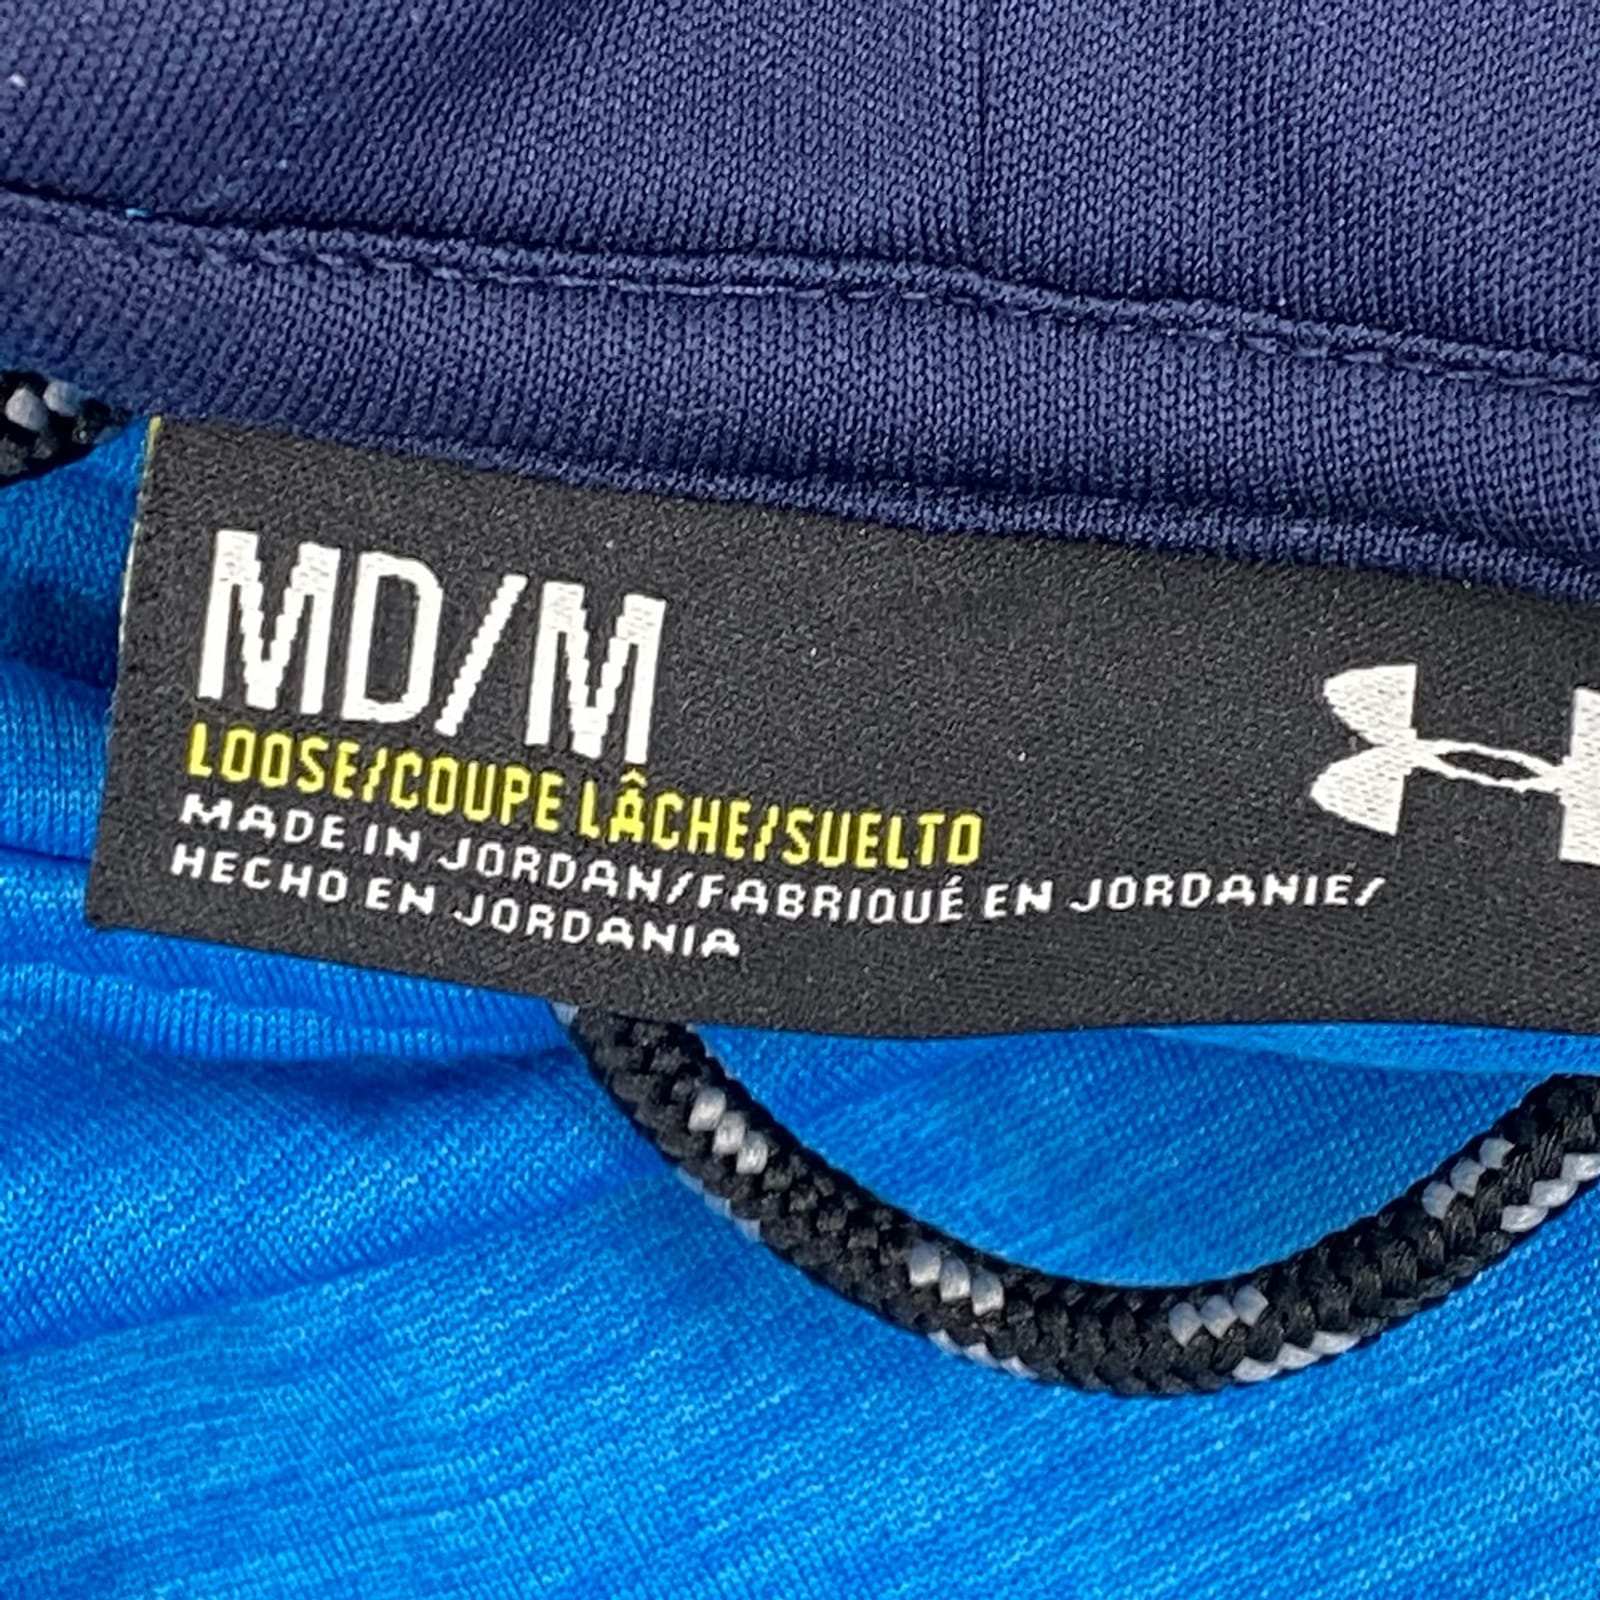 MD/M
LOOSE/COUPE LÂCHE/SUELTO
MADE IN JORDAN/FABRIQUÉ EN JORDANIE/
HECHO EN JORDANIA